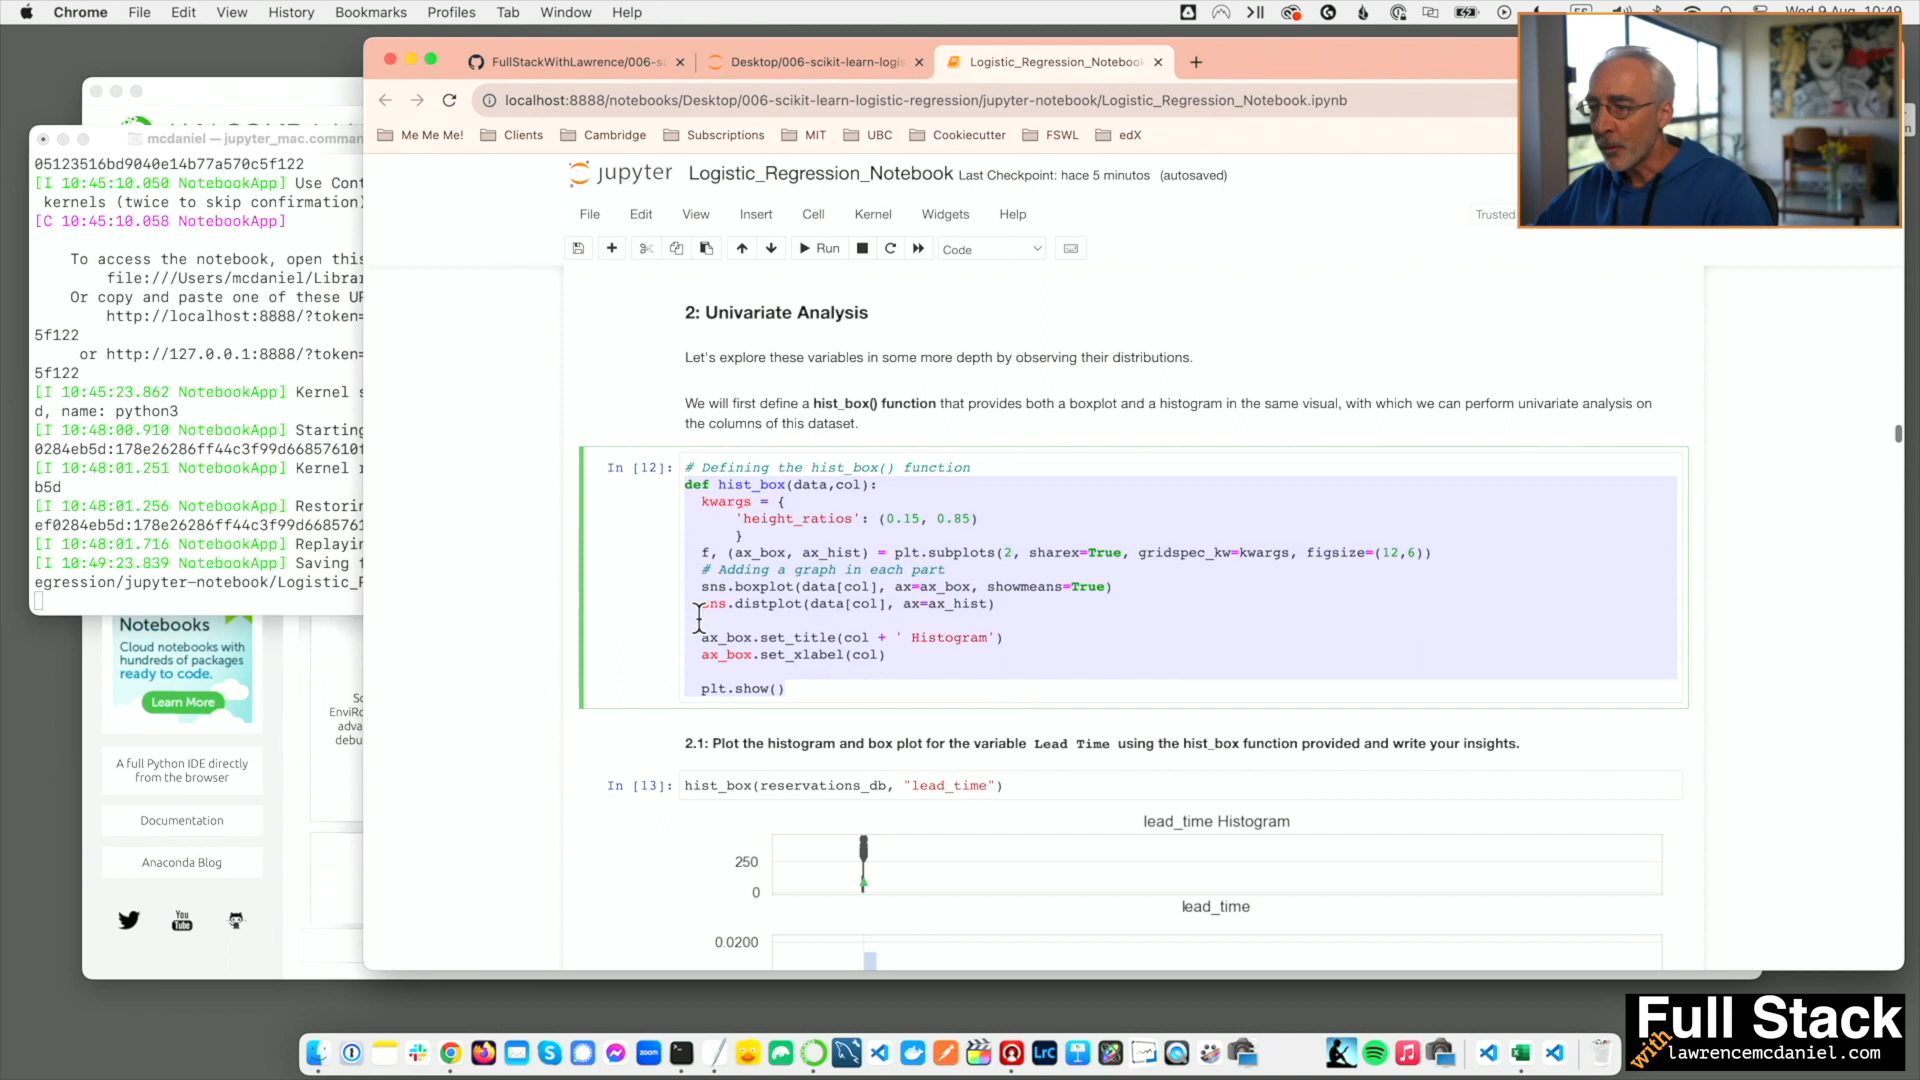 Chrome File Edit View History Bookmarks Profiles Tab Window Help
mcdaniel — jupyter_mac.comman
05123516bd9040e14b77a570c5f122
[I 10:45:10.050 NotebookApp] Use Cont
kernels (twice to skip confirmation)
[C 10:45:10.058 NotebookApp]
To access the notebook, open this
file:///Users/mcdaniel/Librar
Or copy and paste one of these UR
http://localhost:8888/?token=
5f122
or http://127.0.0.1:8888/?token=
5f122
[I 10:45:23.862 NotebookApp] Kernel s
d, name: python3
[I 10:48:00.910 NotebookApp] Starting
[I 10:48:01.251 NotebookApp] Kernel r
b5d
[I 10:48:01.256 NotebookApp] Restorin
[I 10:48:01.716 NotebookApp] Replayin
[I 10:49:23.839 NotebookApp] Saving f
egression/jupyter-notebook/Logistic_R
Notebooks
Cloud notebooks with
hundreds of packages
ready to code.
Learn More
A full Python IDE directly
from the browser
Documentation
Anaconda Blog
You
Tube
EnviRo
adva
debu
FullStackWithLawrence/006-sc
Desktop/006-scikit-learn-logis
Logistic_Regression_Notebook
localhost:8888/notebooks/Desktop/006-scikit-learn-logistic-regression/jupyter-notebook/Logistic_Regression_Notebook.ipynb
Me Me Me! Clients Cambridge Subscriptions MIT UBC Cookiecutter FSWL edX
jupyter Logistic_Regression_Notebook Last Checkpoint: hace 5 minutos (autosaved)
File Edit View Insert Cell Kernel Widgets Help
Trusted
Run
Code
2: Univariate Analysis
Let's explore these variables in some more depth by observing their distributions.
We will first define a hist_box() function that provides both a boxplot and a histogram in the same visual, with which we can perform univariate analysis on
the columns of this dataset.
In [12]: # Defining the hist_box() function
def hist_box(data,col):
kwargs = {
'height_ratios': (0.15, 0.85)
}
f, (ax_box, ax_hist) = plt.subplots(2, sharex=True, gridspec_kw=kwargs, figsize=(12,6))
# Adding a graph in each part
sns.boxplot(data[col], ax=ax_box, showmeans=True)
sns.distplot(data[col], ax=ax_hist)
ax_box.set_title(col + ' Histogram')
ax_box.set_xlabel(col)
plt.show()
2.1: Plot the histogram and box plot for the variable Lead Time using the hist_box function provided and write your insights.
In [13]: hist_box(reservations_db, "lead_time")
lead_time Histogram
250
0
lead_time
0.0200
Full Stack
with lawrencemcdaniel.com